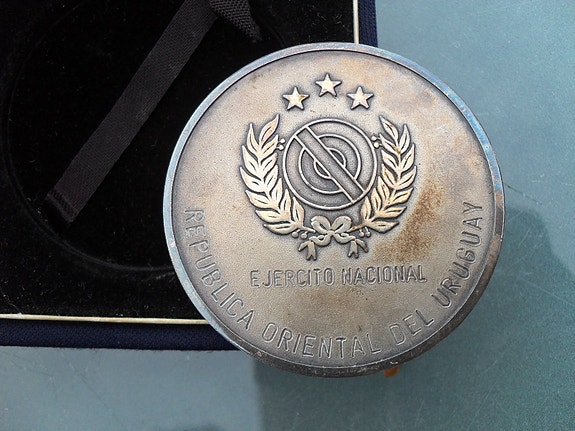 EJERCITO NACIONAL
REPUBLICA ORIENTAL DEL URUGUAY